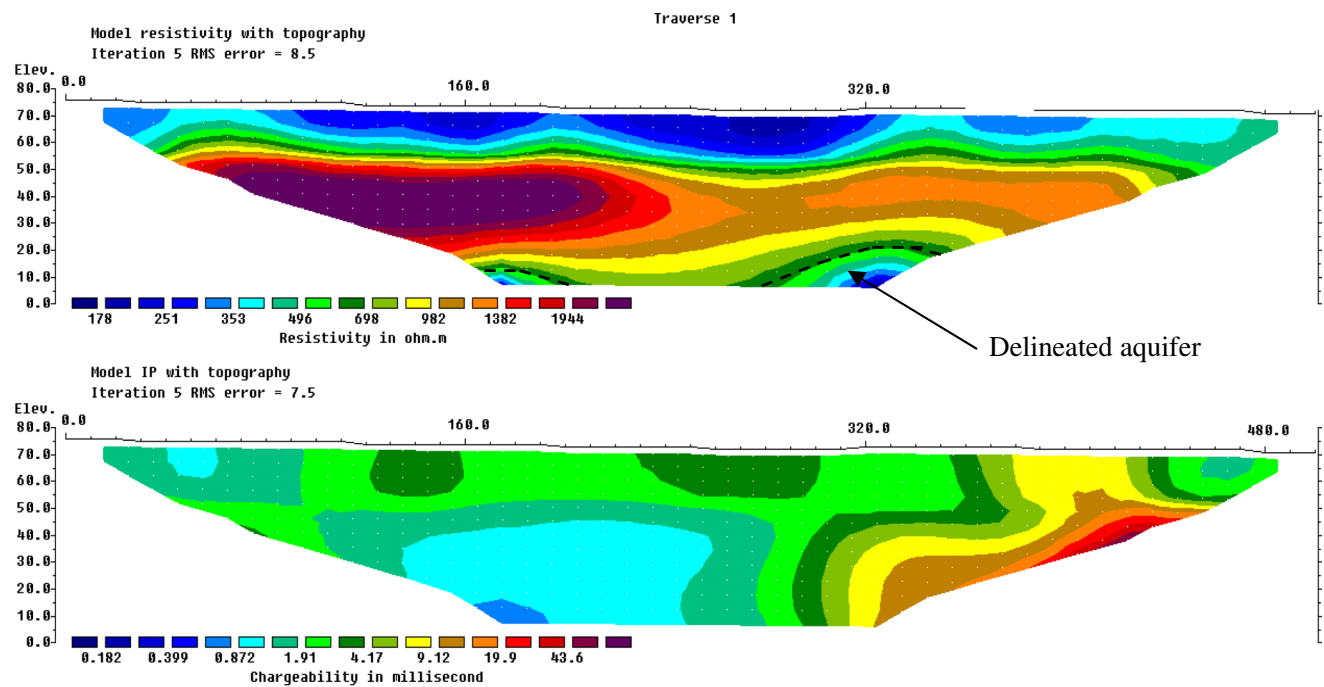 Traverse 1
Model resistivity with topography
Iteration 5 RMS error = 8.5
Elev.
0.0 160.0 320.0
80.0
70.0
60.0
50.0
40.0
30.0
20.0
10.0
0.0
178 251 353 496 698 982 1382 1944
Resistivity in ohm.m
Delineated aquifer
Model IP with topography
Iteration 5 RMS error = 7.5
Elev.
0.0 160.0 320.0 480.0
80.0
70.0
60.0
50.0
40.0
30.0
20.0
10.0
0.0
0.182 0.399 0.872 1.91 4.17 9.12 19.9 43.6
Chargeability in millisecond